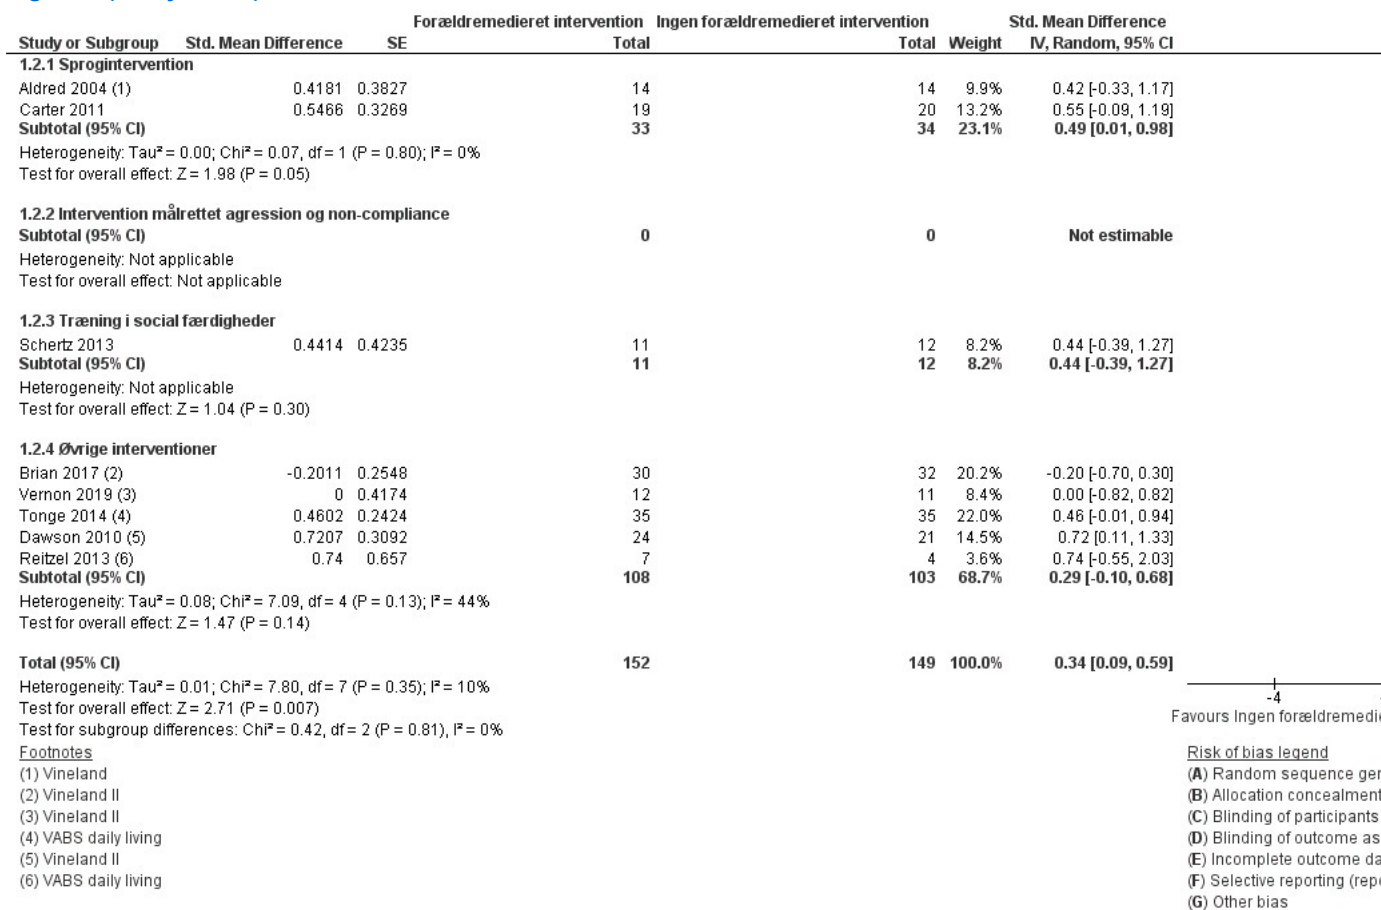 Forældremedieret intervention Ingen forældremedieret intervention Std. Mean Difference
Study or Subgroup Std. Mean Difference SE Total Total Weight IV, Random, 95% CI
1.2.1 Sprogintervention
Aldred 2004 (1) 0.4181 0.3827 14 14 9.9% 0.42 [-0.33, 1.17]
Carter 2011 0.5466 0.3269 19 20 13.2% 0.55 [-0.09, 1.19]
Subtotal (95% CI) 33 34 23.1% 0.49 [0.01, 0.98]
Heterogeneity: Tau² = 0.00; Chi² = 0.07, df = 1 (P = 0.80); I² = 0%
Test for overall effect: Z = 1.98 (P = 0.05)
1.2.2 Intervention målrettet agression og non-compliance
Subtotal (95% CI) 0 0 Not estimable
Heterogeneity: Not applicable
Test for overall effect: Not applicable
1.2.3 Træning i social færdigheder
Schertz 2013 0.4414 0.4235 11 12 8.2% 0.44 [-0.39, 1.27]
Subtotal (95% CI) 11 12 8.2% 0.44 [-0.39, 1.27]
Heterogeneity: Not applicable
Test for overall effect: Z = 1.04 (P = 0.30)
1.2.4 Øvrige interventioner
Brian 2017 (2) -0.2011 0.2548 30 32 20.2% -0.20 [-0.70, 0.30]
Vernon 2019 (3) 0 0.4174 12 11 8.4% 0.00 [-0.82, 0.82]
Tonge 2014 (4) 0.4602 0.2424 35 35 22.0% 0.46 [-0.01, 0.94]
Dawson 2010 (5) 0.7207 0.3092 24 21 14.5% 0.72 [0.11, 1.33]
Reitzel 2013 (6) 0.74 0.657 7 4 3.6% 0.74 [-0.55, 2.03]
Subtotal (95% CI) 108 103 68.7% 0.29 [-0.10, 0.68]
Heterogeneity: Tau² = 0.08; Chi² = 7.09, df = 4 (P = 0.13); I² = 44%
Test for overall effect: Z = 1.47 (P = 0.14)
Total (95% CI) 152 149 100.0% 0.34 [0.09, 0.59]
Heterogeneity: Tau² = 0.01; Chi² = 7.80, df = 7 (P = 0.35); I² = 10%
Test for overall effect: Z = 2.71 (P = 0.007)
Test for subgroup differences: Chi² = 0.42, df = 2 (P = 0.81), I² = 0%
-4
Favours Ingen forældremedie
Footnotes
(1) Vineland
(2) Vineland II
(3) Vineland II
(4) VABS daily living
(5) Vineland II
(6) VABS daily living
Risk of bias legend
(A) Random sequence ger
(B) Allocation concealment
(C) Blinding of participants
(D) Blinding of outcome as
(E) Incomplete outcome da
(F) Selective reporting (repo
(G) Other bias